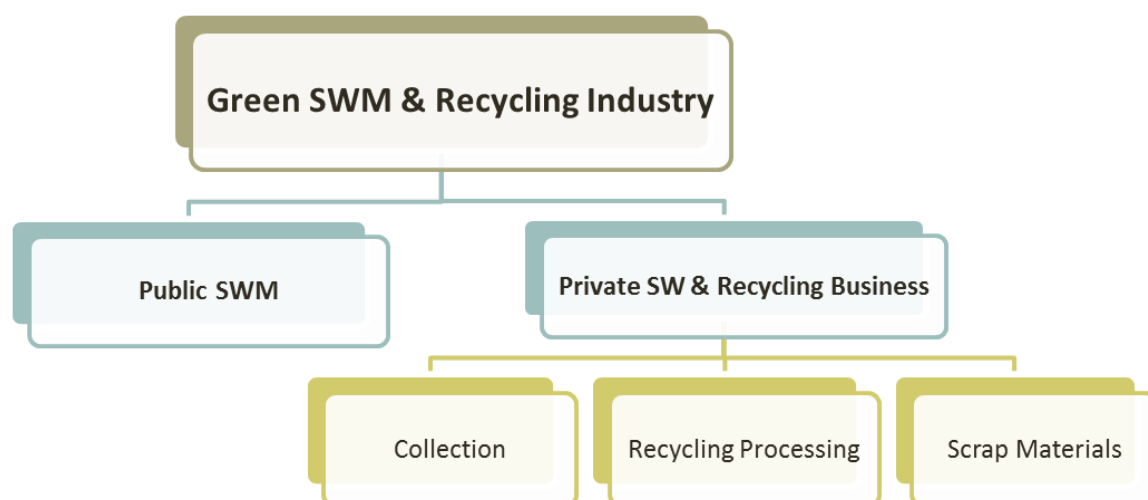 Green SWM & Recycling Industry
Public SWM
Private SW & Recycling Business
Collection
Recycling Processing
Scrap Materials